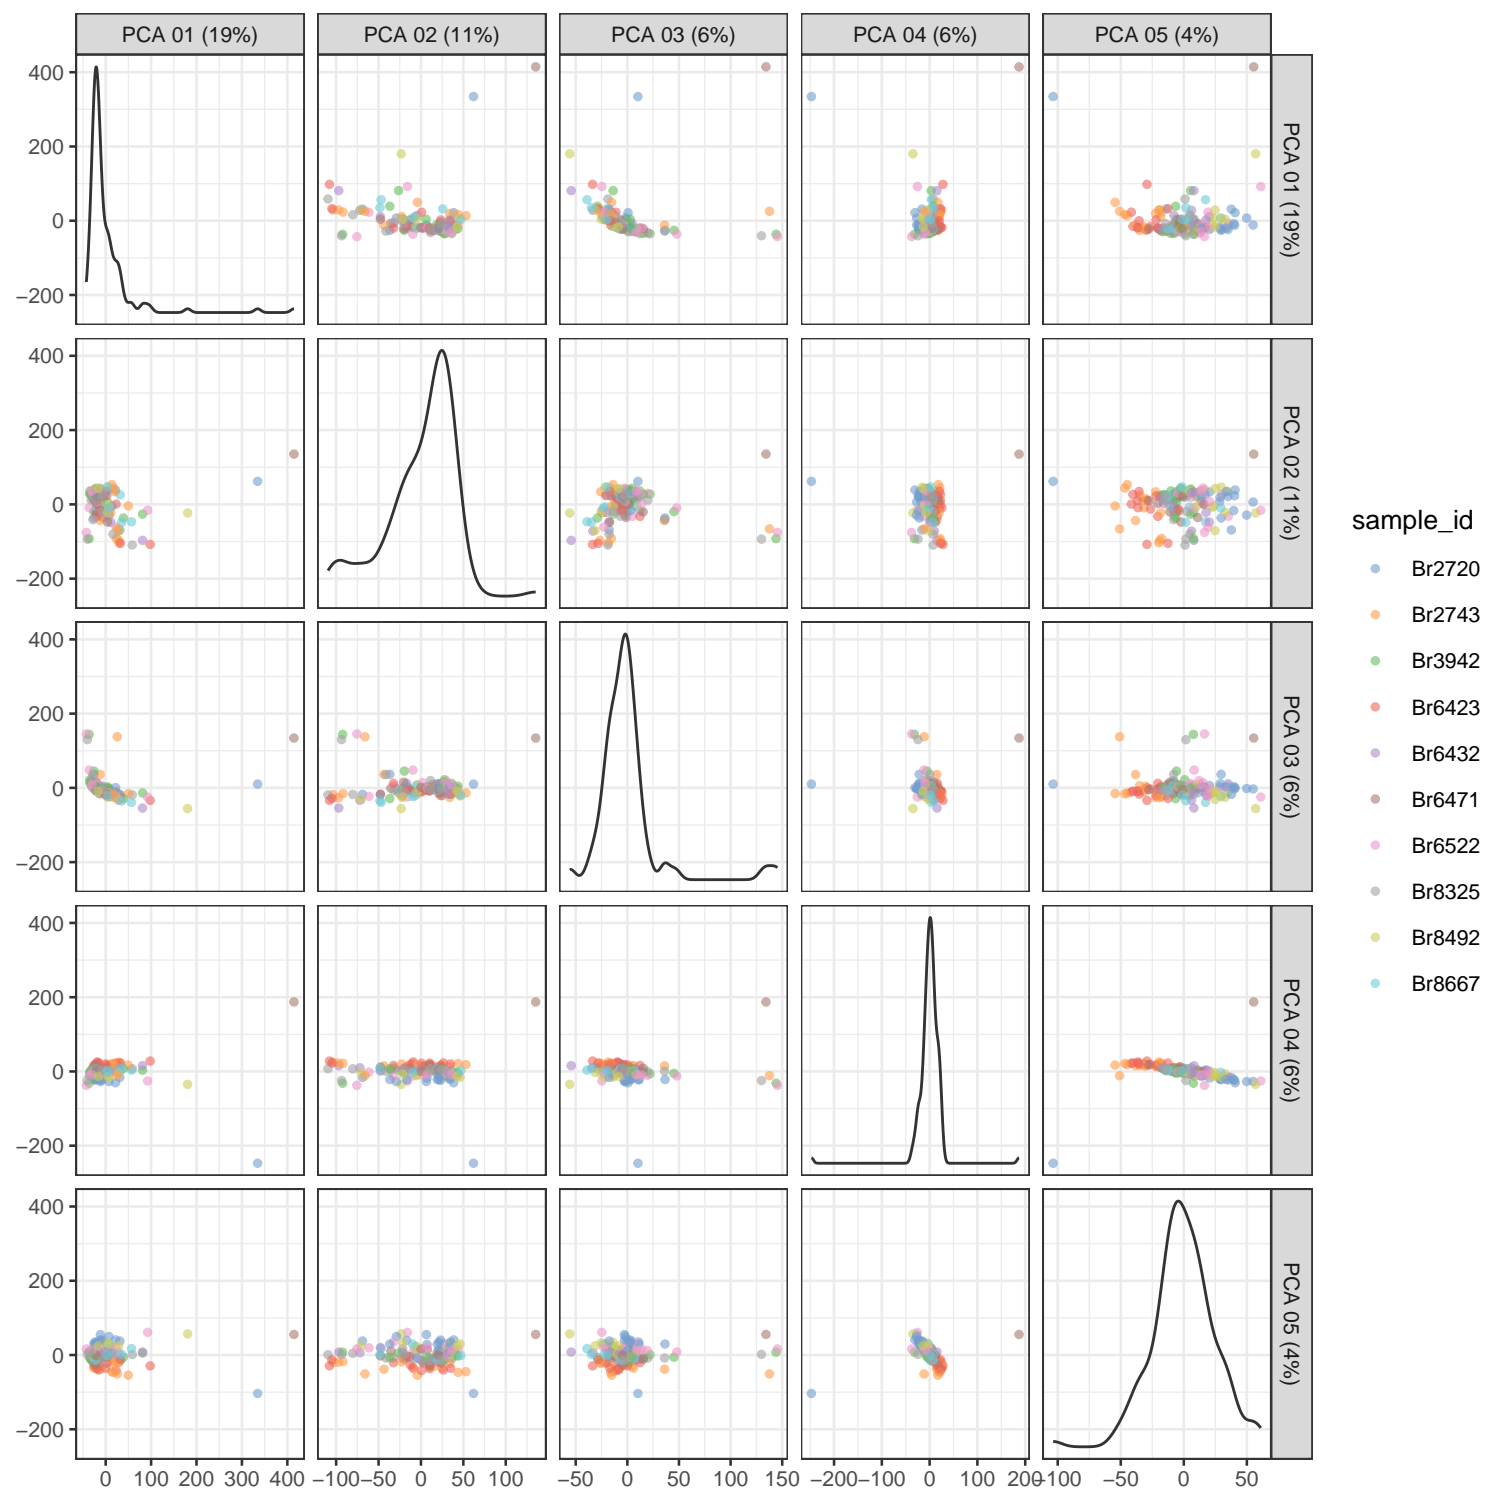 PCA 01 (19%) PCA 02 (11%) PCA 03 (6%) PCA 04 (6%) PCA 05 (4%)
400
200
0
−200
PCA 01 (19%)
400
200
0
−200
PCA 02 (11%)
400
200
0
−200
PCA 03 (6%)
400
200
0
−200
PCA 04 (6%)
400
200
0
−200
PCA 05 (4%)
0 100 200 300 400 −100 −50 0 50 100 −50 0 50 100 150 −200 −100 0 100 200 −100 −50 0 50
sample_id
Br2720
Br2743
Br3942
Br6423
Br6432
Br6471
Br6522
Br8325
Br8492
Br8667